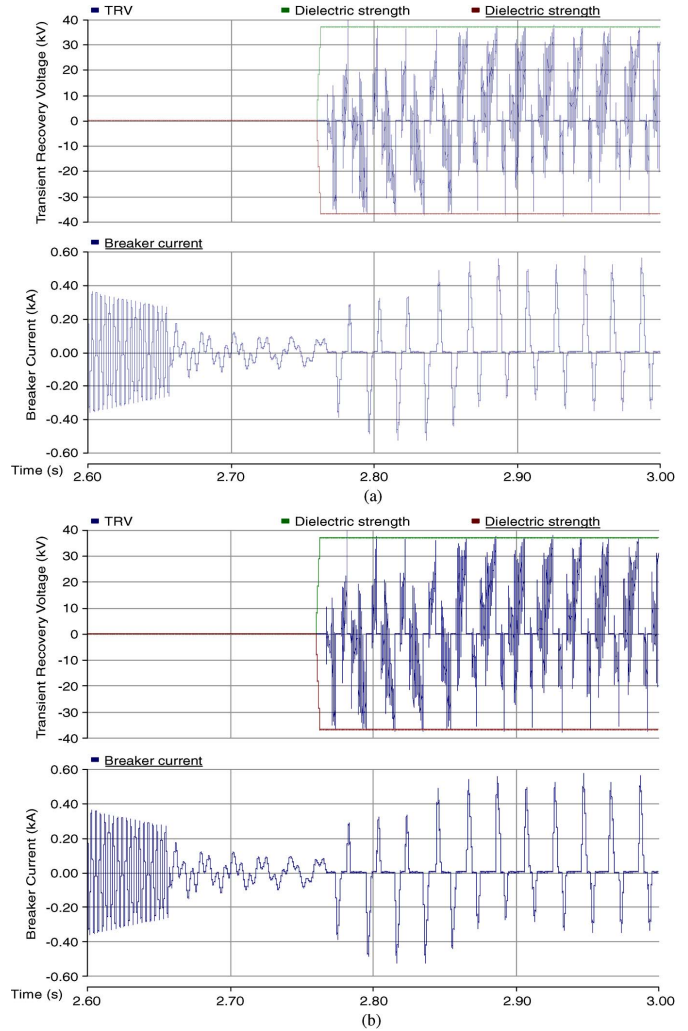 TRV Dielectric strength Dielectric strength
Transient Recovery Voltage (kV)
40
30
20
10
0
-10
-20
-30
-40
Breaker current
Breaker Current (kA)
0.60
0.40
0.20
0.00
-0.20
-0.40
-0.60
Time (s)
2.60 2.70 2.80 2.90 3.00
(a)
TRV Dielectric strength Dielectric strength
Transient Recovery Voltage (kV)
40
30
20
10
0
-10
-20
-30
-40
Breaker current
Breaker Current (kA)
0.60
0.40
0.20
0.00
-0.20
-0.40
-0.60
Time (s)
2.60 2.70 2.80 2.90 3.00
(b)